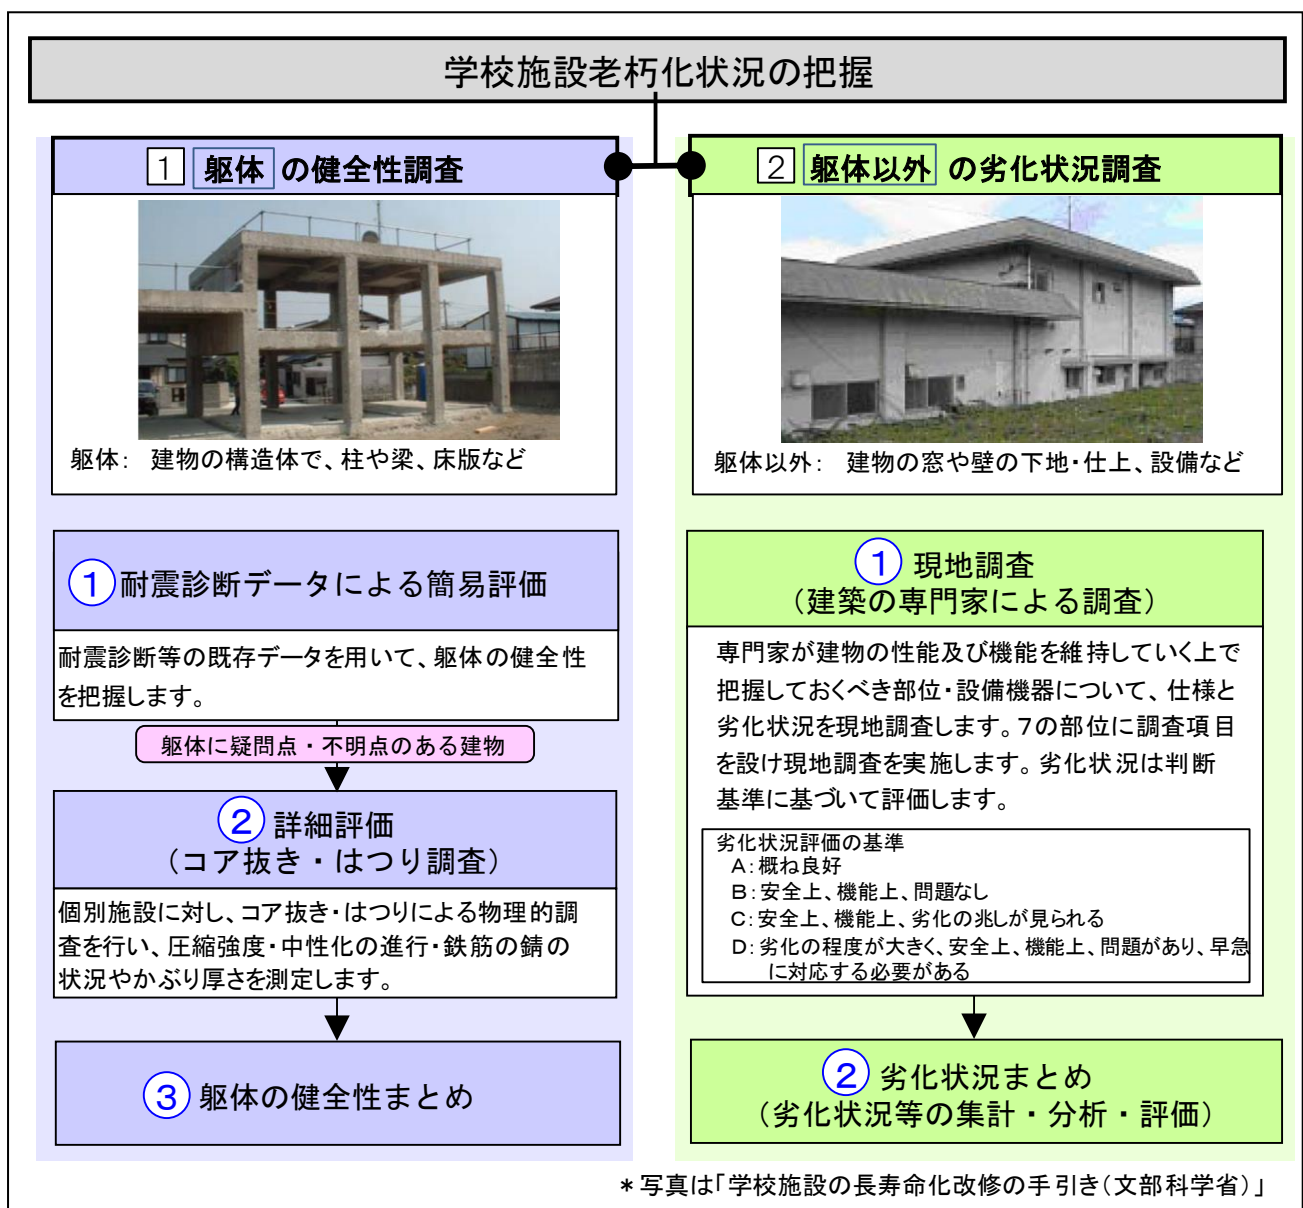 学校施設老朽化状況の把握
1 躯体 の健全性調査
躯体： 建物の構造体で、柱や梁、床版など
①耐震診断データによる簡易評価
耐震診断等の既存データを用いて、躯体の健全性
を把握します。
躯体に疑問点・不明点のある建物
② 詳細評価
（コア抜き・はつり調査）
個別施設に対し、コア抜き・はつりによる物理的調
査を行い、圧縮強度・中性化の進行・鉄筋の錆の
状況やかぶり厚さを測定します。
③ 躯体の健全性まとめ
2 躯体以外 の劣化状況調査
躯体以外： 建物の窓や壁の下地・仕上、設備など
① 現地調査
（建築の専門家による調査）
専門家が建物の性能及び機能を維持していく上で
把握しておくべき部位・設備機器について、仕様と
劣化状況を現地調査します。７の部位に調査項目
を設け現地調査を実施します。劣化状況は判断
基準に基づいて評価します。
劣化状況評価の基準
A：概ね良好
B：安全上、機能上、問題なし
C：安全上、機能上、劣化の兆しが見られる
D：劣化の程度が大きく、安全上、機能上、問題があり、早急
に対応する必要がある
② 劣化状況まとめ
（劣化状況等の集計・分析・評価）
＊写真は「学校施設の長寿命化改修の手引き（文部科学省）」